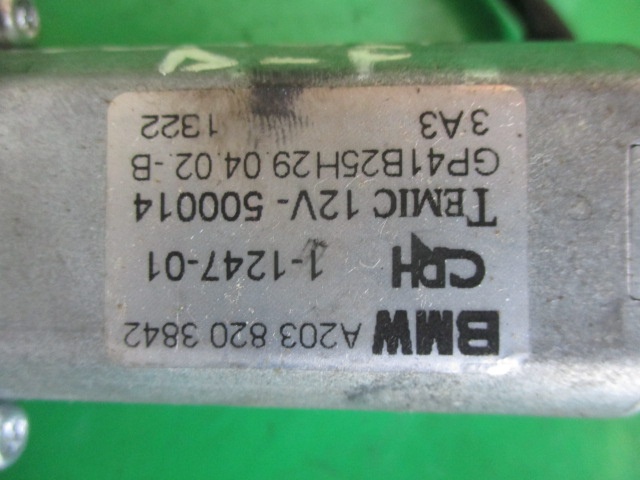 BMW A203 820 3842
CPH 1-1247-01
TEMIC 12V- 500014
GP41B25H29.04.02.-B
3A3 1322